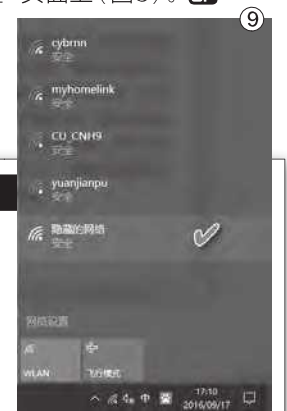 页面上(图9)。
⑨
cybrnn
安全
myhomelink
安全
CU_CNH9
安全
yuanjianpu
安全
隐藏的网络
安全
网络设置
WLAN
飞行模式
中
17:10
2016/09/17